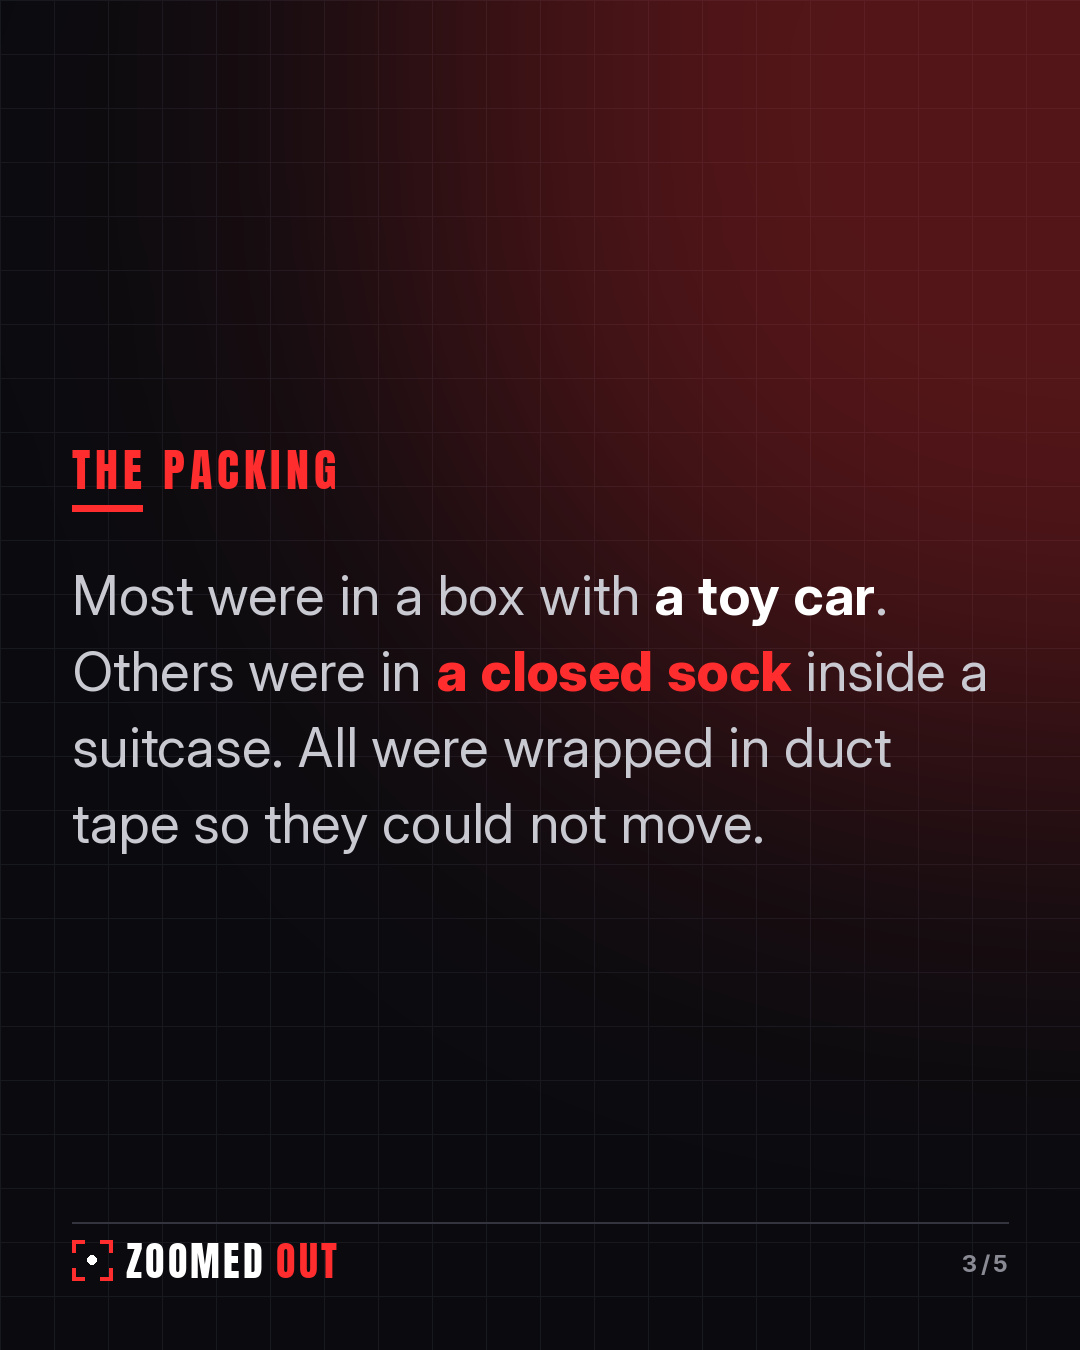 THE PACKING
Most were in a box with a toy car.
Others were in a closed sock inside a
suitcase. All were wrapped in duct
tape so they could not move.
ZOOMED OUT
3/5